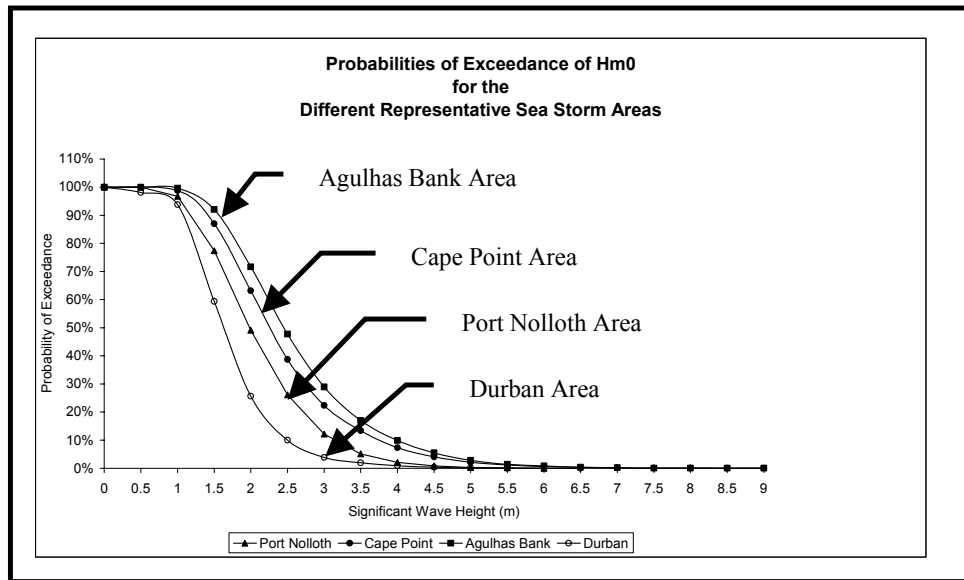 Probabilities of Exceedance of Hm0
for the
Different Representative Sea Storm Areas
110%
100%
90%
80%
70%
60%
50%
40%
30%
20%
10%
0%
Probability of Exceedance
Agulhas Bank Area
Cape Point Area
Port Nolloth Area
Durban Area
0 0.5 1 1.5 2 2.5 3 3.5 4 4.5 5 5.5 6 6.5 7 7.5 8 8.5 9
Significant Wave Height (m)
Port Nolloth Cape Point Agulhas Bank Durban